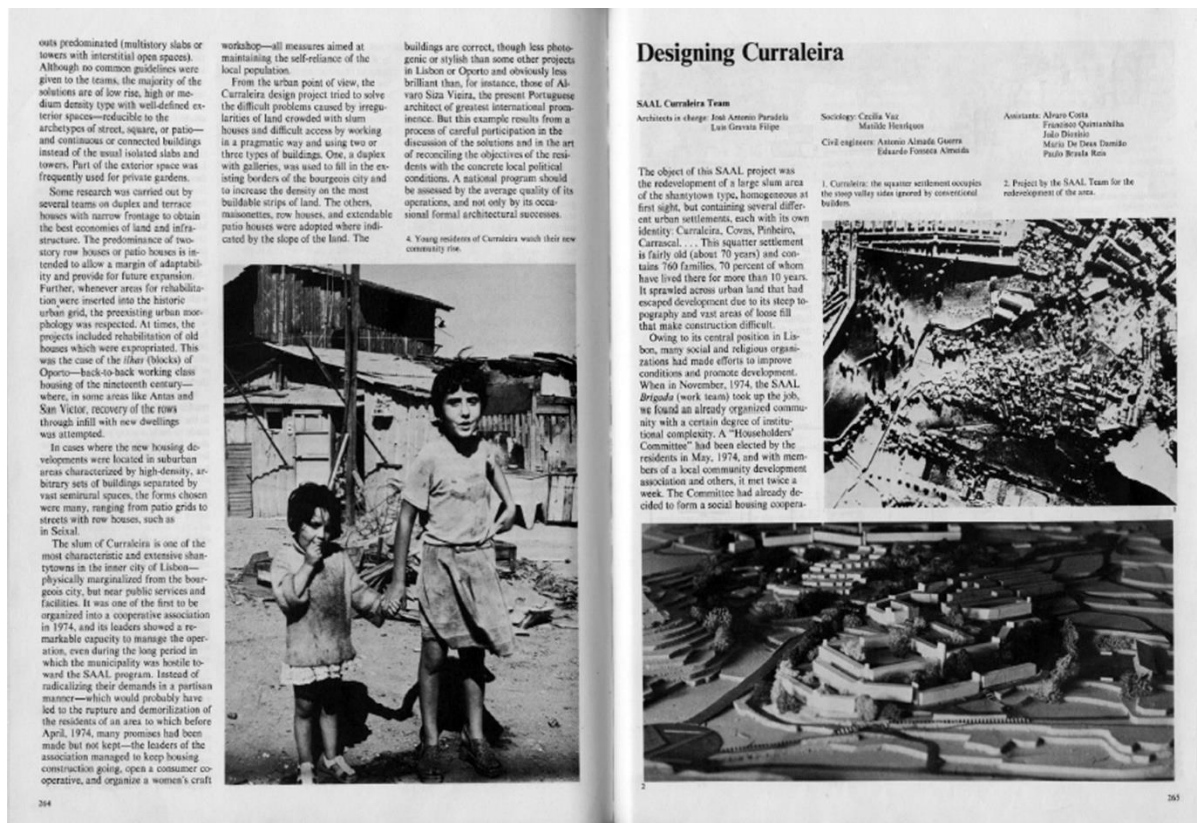 outs predominated (multistory slabs or
towers with interstitial open spaces).
Although no common guidelines were
given to the teams, the majority of the
solutions are of low rise, high or me-
dium density type with well-defined ex-
terior spaces—reducible to the
archetypes of street, square, or patio—
and continuous or connected buildings
instead of the usual isolated slabs and
towers. Part of the exterior space was
frequently used for private gardens.
Some research was carried out by
several teams on duplex and terrace
houses with narrow frontage to obtain
the best economies of land and infra-
structure. The predominance of two-
story row houses or patio houses is in-
tended to allow a margin of adaptabil-
ity and provide for future expansion.
Further, whenever areas for rehabilita-
tion were inserted into the historic
urban grid, the preexisting urban mor-
phology was respected. At times, the
projects included rehabilitation of old
houses which were expropriated. This
was the case of the ilhas (blocks) of
Oporto—back-to-back working class
housing of the nineteenth century—
where, in some areas like Antas and
San Victor, recovery of the rows
through infill with new dwellings
was attempted.
In cases where the new housing de-
velopments were located in suburban
areas characterized by high-density, ar-
bitrary sets of buildings separated by
vast semirural spaces, the forms chosen
were many, ranging from patio grids to
streets with row houses, such as
in Seixal.
The slum of Curraleira is one of the
most characteristic and extensive shan-
tytowns in the inner city of Lisbon—
physically marginalized from the bour-
geois city, but near public services and
facilities. It was one of the first to be
organized into a cooperative association
in 1974, and its leaders showed a re-
markable capacity to manage the oper-
ation, even during the long period in
which the municipality was hostile to-
ward the SAAL program. Instead of
radicalizing their demands in a partisan
manner—which would probably have
led to the rupture and demorilization of
the residents of an area to which before
April, 1974, many promises had been
made but not kept—the leaders of the
association managed to keep housing
construction going, open a consumer co-
operative, and organize a women's craft
264
workshop—all measures aimed at
maintaining the self-reliance of the
local population.
From the urban point of view, the
Curraleira design project tried to solve
the difficult problems caused by irregu-
larities of land crowded with slum
houses and difficult access by working
in a pragmatic way and using two or
three types of buildings. One, a duplex
with galleries, was used to fill in the ex-
isting borders of the bourgeois city and
to increase the density on the most
buildable strips of land. The others,
maisonettes, row houses, and extendable
patio houses were adopted where indi-
cated by the slope of the land. The
buildings are correct, though less photo-
genic or stylish than some other projects
in Lisbon or Oporto and obviously less
brilliant than, for instance, those of Al-
varo Siza Vieira, the present Portuguese
architect of greatest international prom-
inence. But this example results from a
process of careful participation in the
discussion of the solutions and in the art
of reconciling the objectives of the resi-
dents with the concrete local political
conditions. A national program should
be assessed by the average quality of its
operations, and not only by its occa-
sional formal architectural successes.
4. Young residents of Curraleira watch their new
community rise.
Designing Curraleira
SAAL Curraleira Team
Architects in charge: José Antonio Paradela
Luis Gravata Filipe
Sociology: Cecilia Vaz
Matilde Henriques
Civil engineers: Antonio Almada Guerra
Eduardo Fonseca Almeida
Assistants: Alvaro Costa
Francisco Quintanhilha
João Dionisio
Maria De Deus Damião
Paulo Braula Reis
The object of this SAAL project was
the redevelopment of a large slum area
of the shantytown type, homogeneous at
first sight, but containing several differ-
ent urban settlements, each with its own
identity: Curraleira, Covas, Pinheiro,
Carrascal. . . . This squatter settlement
is fairly old (about 70 years) and con-
tains 760 families, 70 percent of whom
have lived there for more than 10 years.
It sprawled across urban land that had
escaped development due to its steep to-
pography and vast areas of loose fill
that make construction difficult.
Owing to its central position in Lis-
bon, many social and religious organi-
zations had made efforts to improve
conditions and promote development.
When in November, 1974, the SAAL
Brigada (work team) took up the job,
we found an already organized commu-
nity with a certain degree of institu-
tional complexity. A "Householders'
Committee" had been elected by the
residents in May, 1974, and with mem-
bers of a local community development
association and others, it met twice a
week. The Committee had already de-
cided to form a social housing coopera-
1. Curraleira: the squatter settlement occupies
the steep valley sides ignored by conventional
builders.
2. Project by the SAAL Team for the
redevelopment of the area.
1
2
265